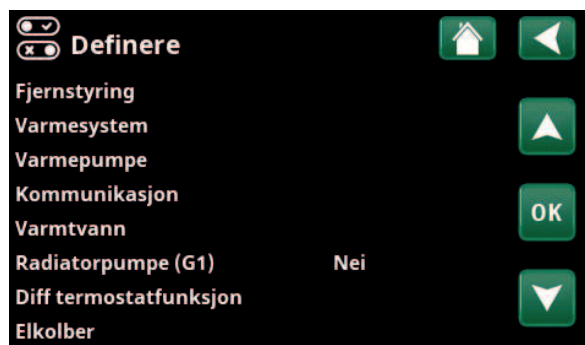 Definere
Fjernstyring
Varmesystem
Varmepumpe
Kommunikasjon
Varmtvann
OK
Radiatorpumpe (G1) Nei
Diff termostatfunksjon
Elkolber